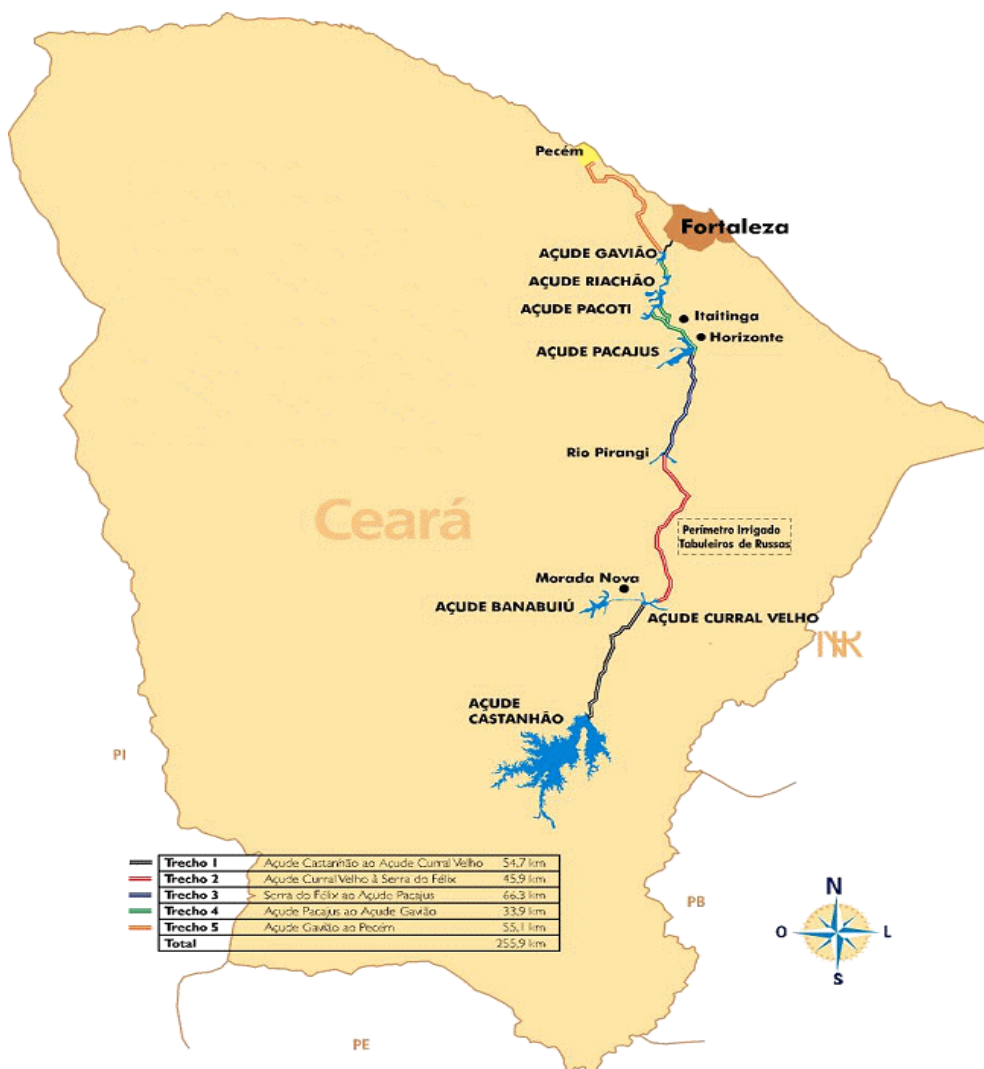 Pecém
Fortaleza
AÇUDE GAVIÃO
AÇUDE RIACHÃO
AÇUDE PACOTI
Itaitinga
Horizonte
AÇUDE PACAJUS
Rio Pirangi
Ceará
Perímetro Irrigado
Tabuleiros de Russas
Morada Nova
AÇUDE BANABUIÚ
AÇUDE CURRAL VELHO
AÇUDE
CASTANHÃO
PI
Trecho 1 Açude Castanhão ao Açude Curral Velho 54,7 km
Trecho 2 Açude Curral Velho à Serra do Félix 45,9 km
Trecho 3 Serra do Félix ao Açude Pacajus 66,3 km
Trecho 4 Açude Pacajus ao Açude Gavião 33,9 km
Trecho 5 Açude Gavião ao Pecém 55,1 km
Total 255,9 km
PB
N
O L
S
PE